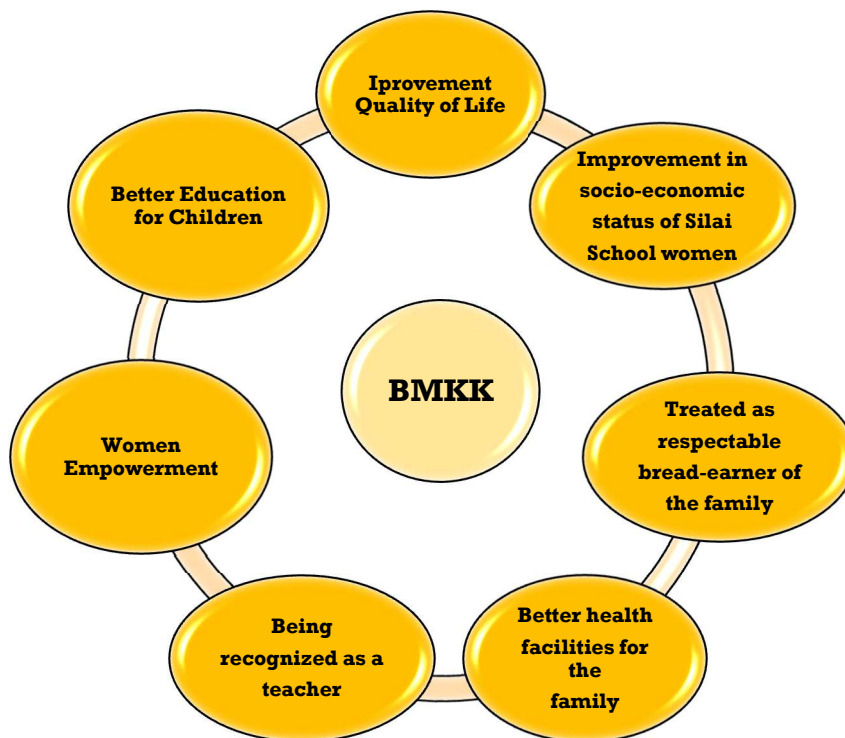 Iprovement
Quality of Life
Improvement in
socio-economic
status of Silai
School women
Treated as
respectable
bread-earner of
the family
Better health
facilities for
the
family
Being
recognized as a
teacher
Women
Empowerment
Better Education
for Children
BMKK